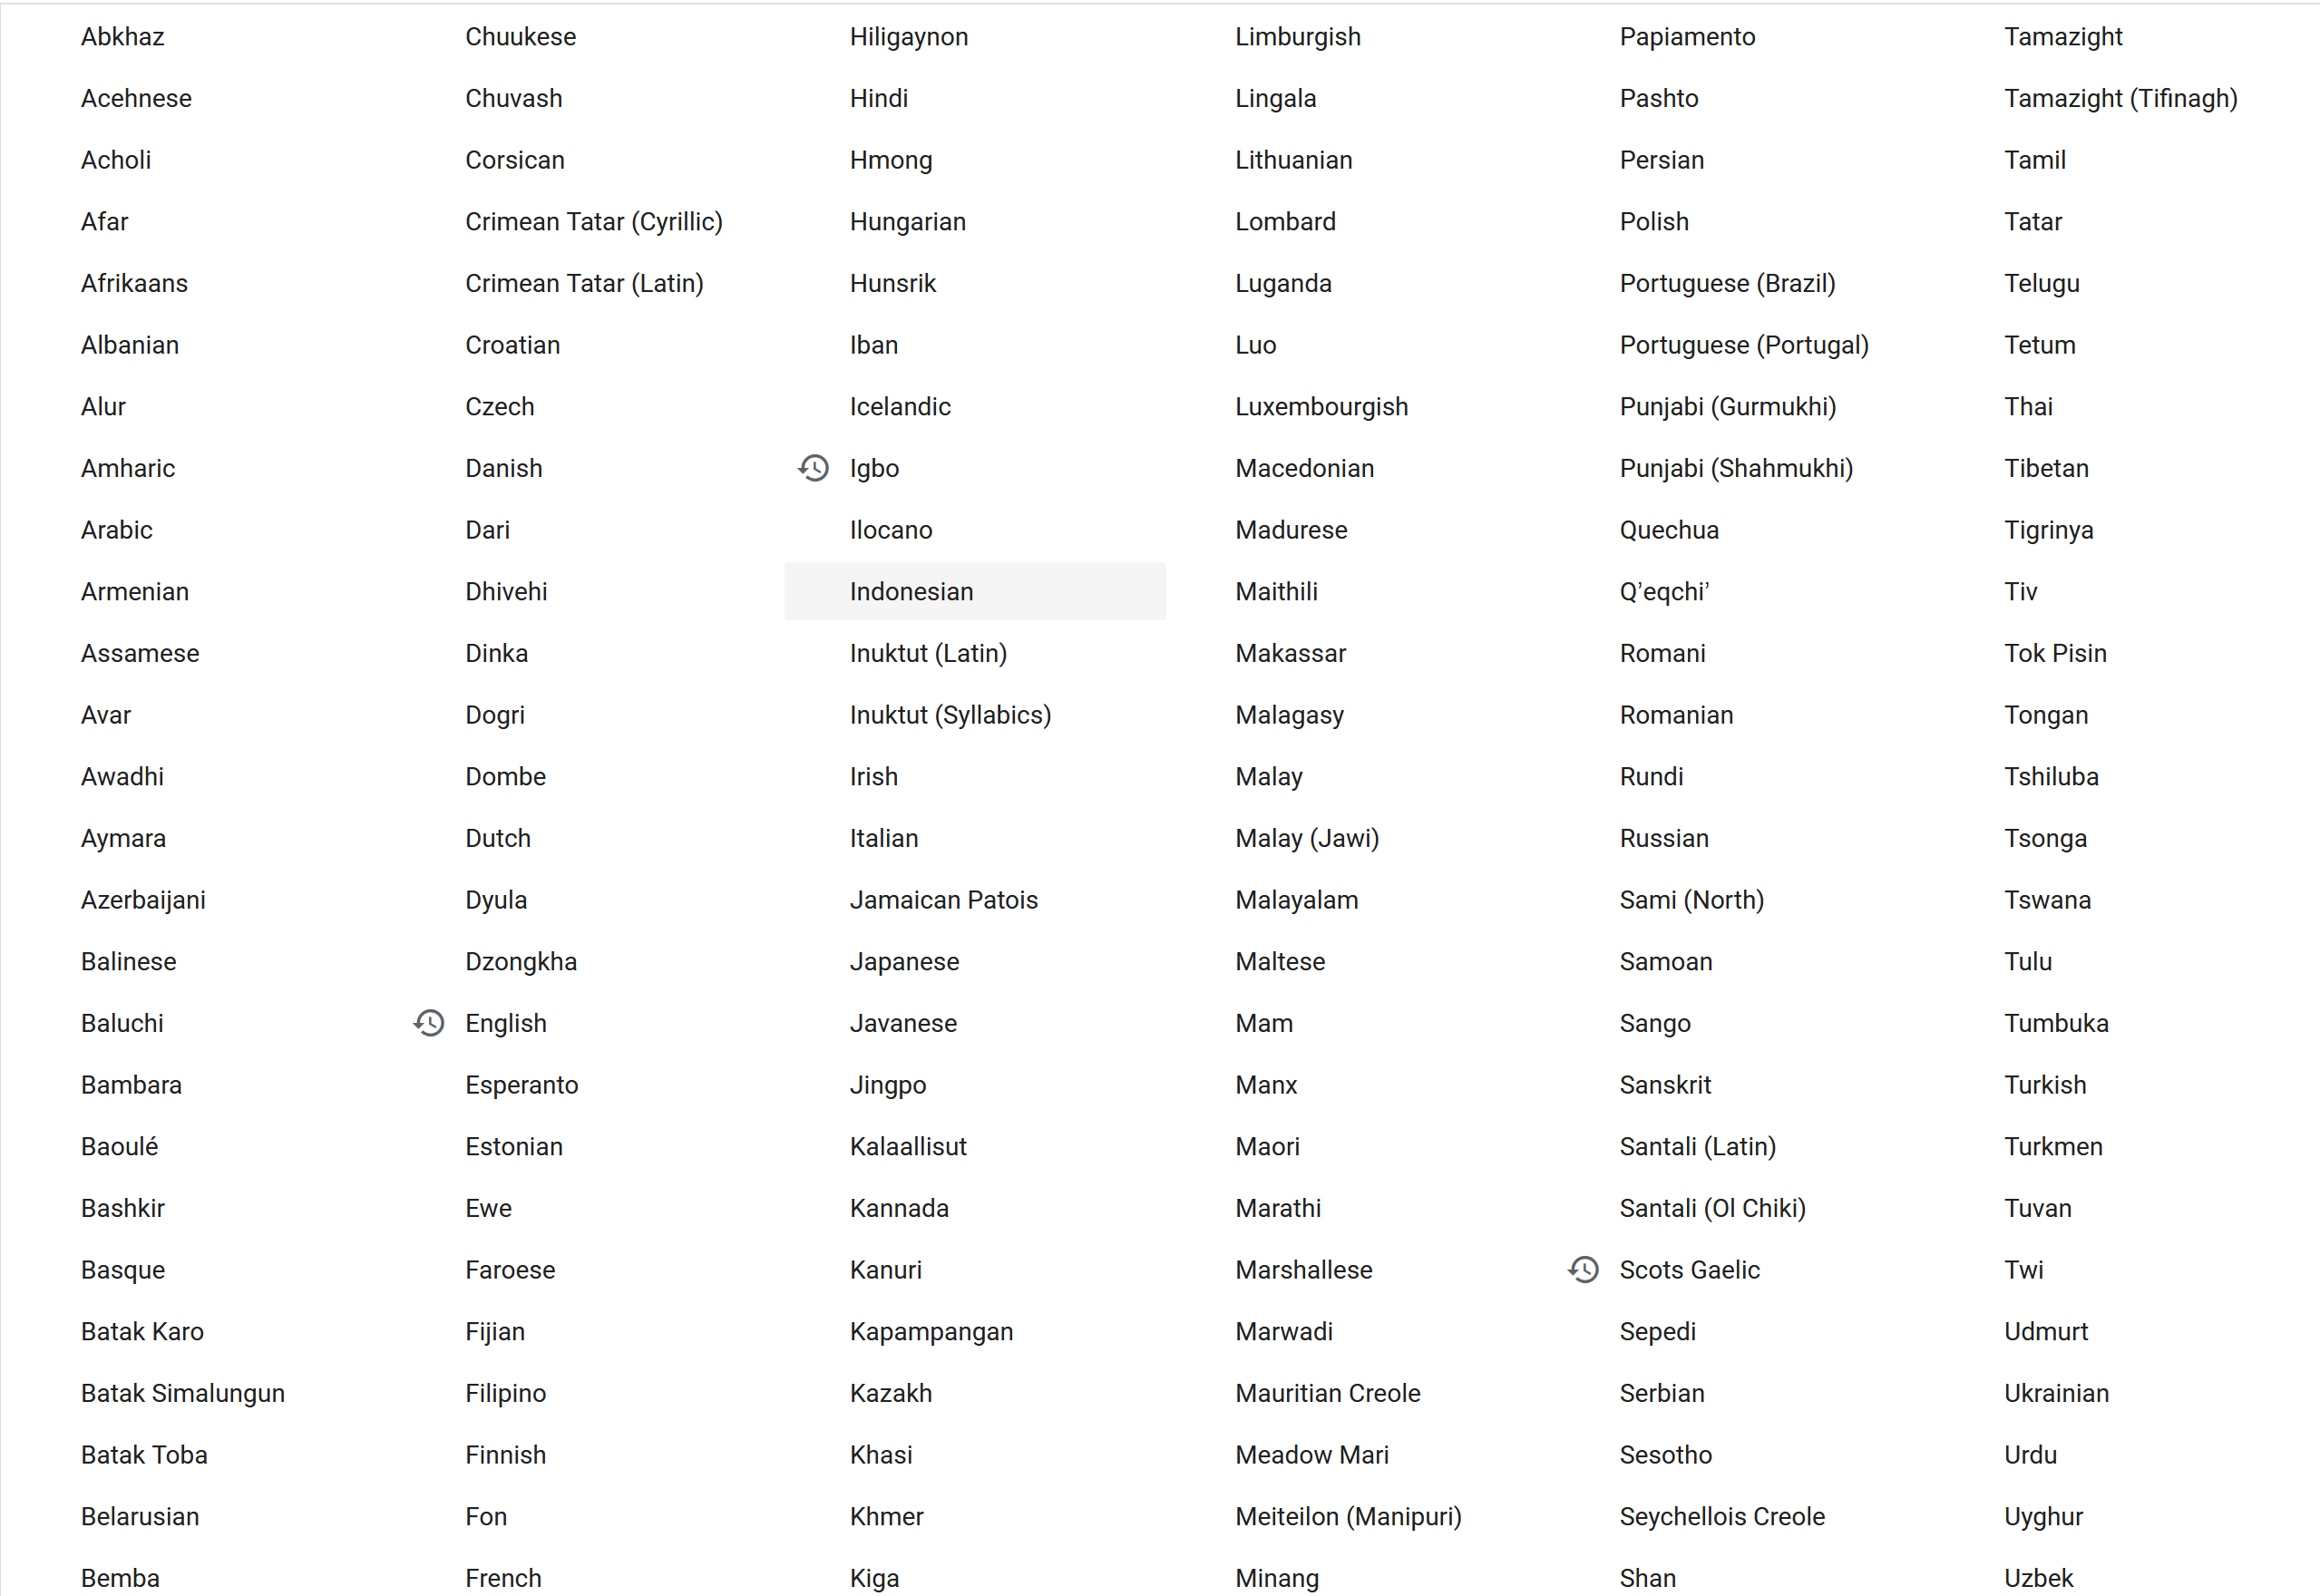 Abkhaz
Acehnese
Acholi
Afar
Afrikaans
Albanian
Alur
Amharic
Arabic
Armenian
Assamese
Avar
Awadhi
Aymara
Azerbaijani
Balinese
Baluchi
Bambara
Baoulé
Bashkir
Basque
Batak Karo
Batak Simalungun
Batak Toba
Belarusian
Bemba
Chuukese
Chuvash
Corsican
Crimean Tatar (Cyrillic)
Crimean Tatar (Latin)
Croatian
Czech
Danish
Dari
Dhivehi
Dinka
Dogri
Dombe
Dutch
Dyula
Dzongkha
English
Esperanto
Estonian
Ewe
Faroese
Fijian
Filipino
Finnish
Fon
French
Hiligaynon
Hindi
Hmong
Hungarian
Hunsrik
Iban
Icelandic
Igbo
Ilocano
Indonesian
Inuktut (Latin)
Inuktut (Syllabics)
Irish
Italian
Jamaican Patois
Japanese
Javanese
Jingpo
Kalaallisut
Kannada
Kanuri
Kapampangan
Kazakh
Khasi
Khmer
Kiga
Limburgish
Lingala
Lithuanian
Lombard
Luganda
Luo
Luxembourgish
Macedonian
Madurese
Maithili
Makassar
Malagasy
Malay
Malay (Jawi)
Malayalam
Maltese
Mam
Manx
Maori
Marathi
Marshallese
Marwadi
Mauritian Creole
Meadow Mari
Meiteilon (Manipuri)
Minang
Papiamento
Pashto
Persian
Polish
Portuguese (Brazil)
Portuguese (Portugal)
Punjabi (Gurmukhi)
Punjabi (Shahmukhi)
Quechua
Q’eqchi’
Romani
Romanian
Rundi
Russian
Sami (North)
Samoan
Sango
Sanskrit
Santali (Latin)
Santali (Ol Chiki)
Scots Gaelic
Sepedi
Serbian
Sesotho
Seychellois Creole
Shan
Tamazight
Tamazight (Tifinagh)
Tamil
Tatar
Telugu
Tetum
Thai
Tibetan
Tigrinya
Tiv
Tok Pisin
Tongan
Tshiluba
Tsonga
Tswana
Tulu
Tumbuka
Turkish
Turkmen
Tuvan
Twi
Udmurt
Ukrainian
Urdu
Uyghur
Uzbek